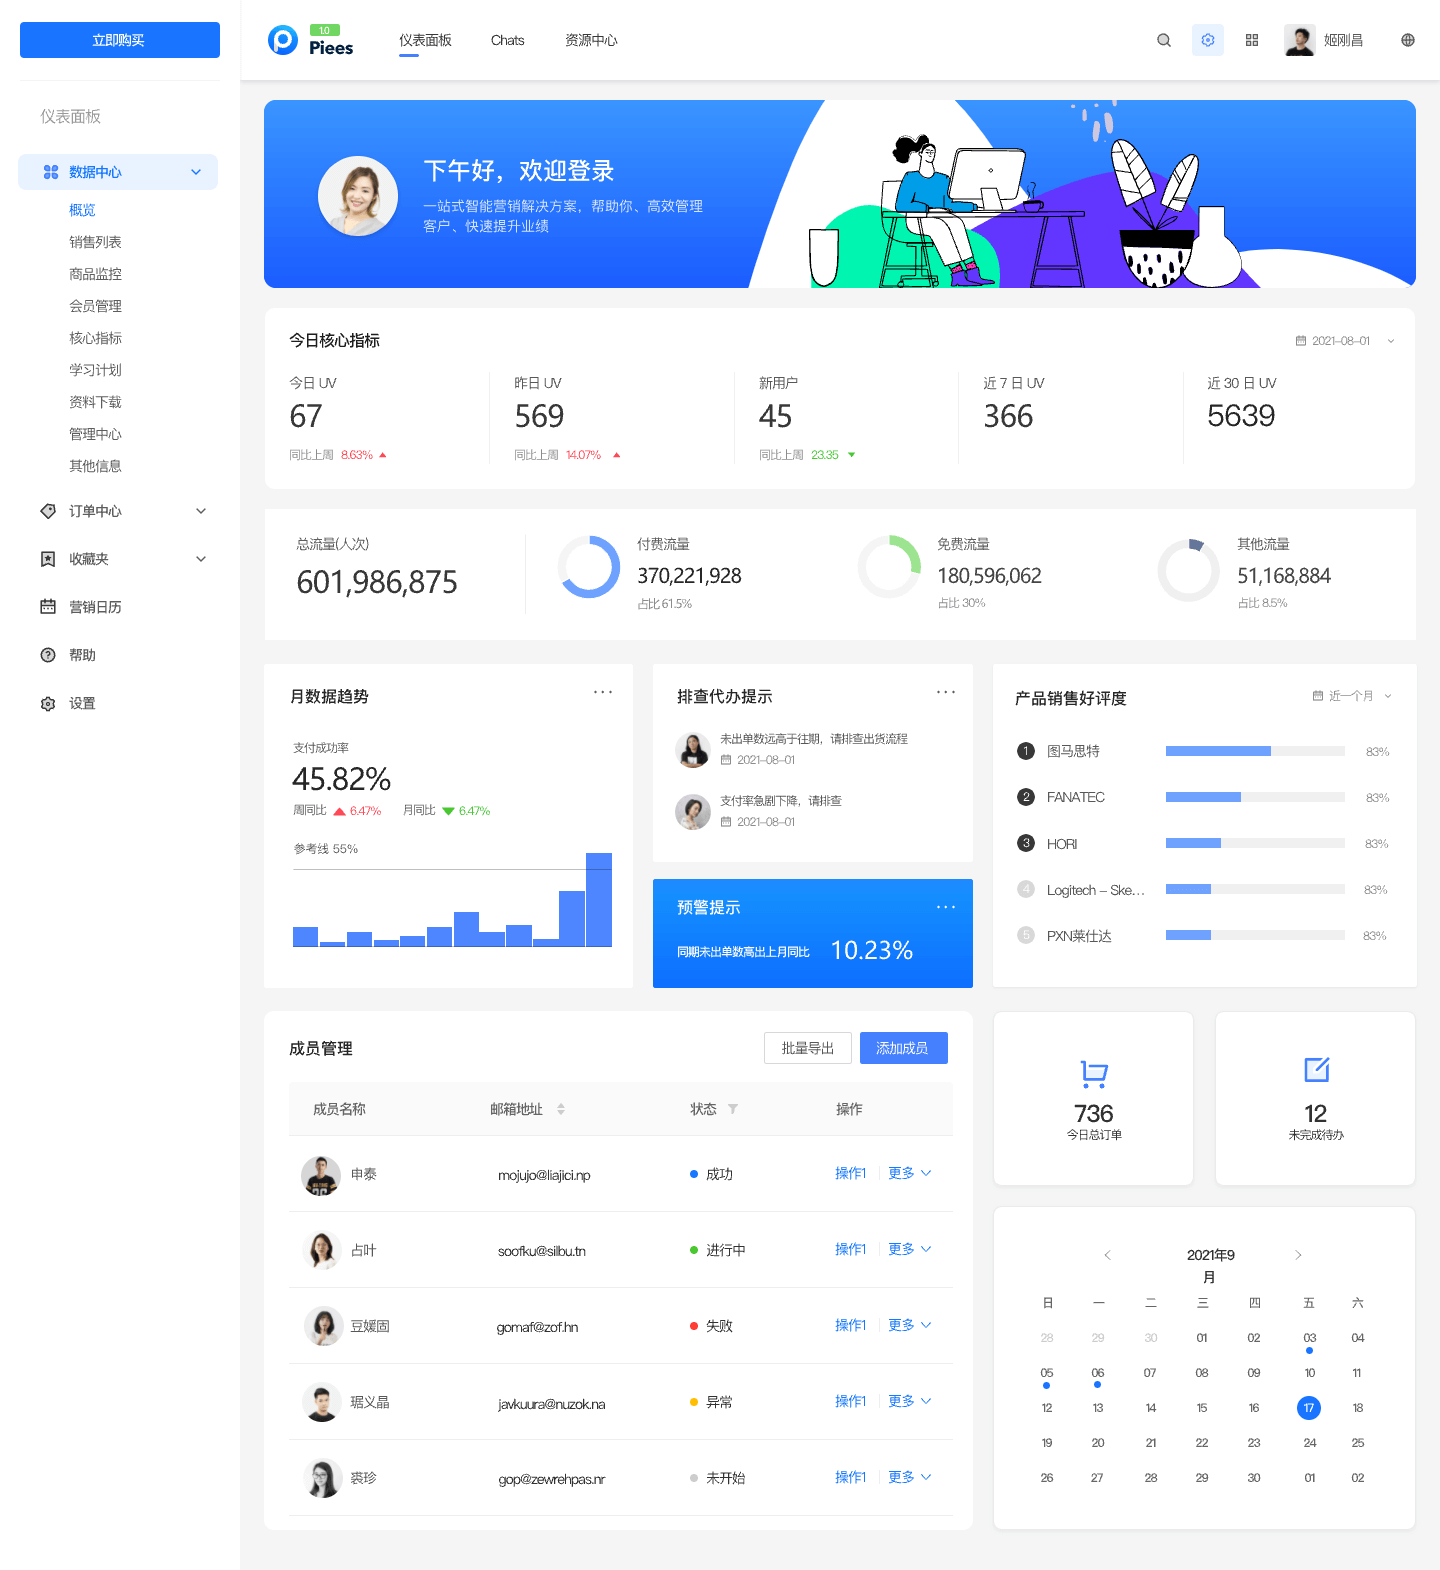 立即购买
1.0
Piees
仪表面板
Chats
资源中心
姬刚昌
仪表面板
数据中心
概览
销售列表
商品监控
会员管理
核心指标
学习计划
资料下载
管理中心
其他信息
订单中心
收藏夹
营销日历
帮助
设置
下午好，欢迎登录
一站式智能营销解决方案，帮助你、高效管理
客户、快速提升业绩
今日核心指标
2021-08-01
今日 UV
67
同比上周 8.63%
昨日 UV
569
同比上周 14.07%
新用户
45
同比上周 23.35
近 7 日 UV
366
近 30 日 UV
5639
总流量(人次)
601,986,875
付费流量
370,221,928
占比 61.5%
免费流量
180,596,062
占比 30%
其他流量
51,168,884
占比 8.5%
月数据趋势
···
支付成功率
45.82%
周同比 6.47% 月同比 6.47%
参考线 55%
排查代办提示
···
未出单数远高于往期，请排查出货流程
2021-08-01
支付率急剧下降，请排查
2021-08-01
预警提示
···
同期未出单数高出上月同比 10.23%
产品销售好评度
近一个月
1 图马思特 83%
2 FANATEC 83%
3 HORI 83%
4 Logitech – Ske... 83%
5 PXN莱仕达 83%
成员管理
批量导出
添加成员
成员名称 邮箱地址 状态 操作
申泰 mojujo@liajici.np 成功 操作1 更多
占叶 soofku@silbu.tn 进行中 操作1 更多
豆媛固 gomaf@zof.hn 失败 操作1 更多
琚义晶 javkuura@nuzok.na 异常 操作1 更多
裘珍 gop@zewrehpas.nr 未开始 操作1 更多
736
今日总订单
12
未完成待办
2021年9
月
日 一 二 三 四 五 六
28 29 30 01 02 03 04
05 06 07 08 09 10 11
12 13 14 15 16 17 18
19 20 21 22 23 24 25
26 27 28 29 30 01 02